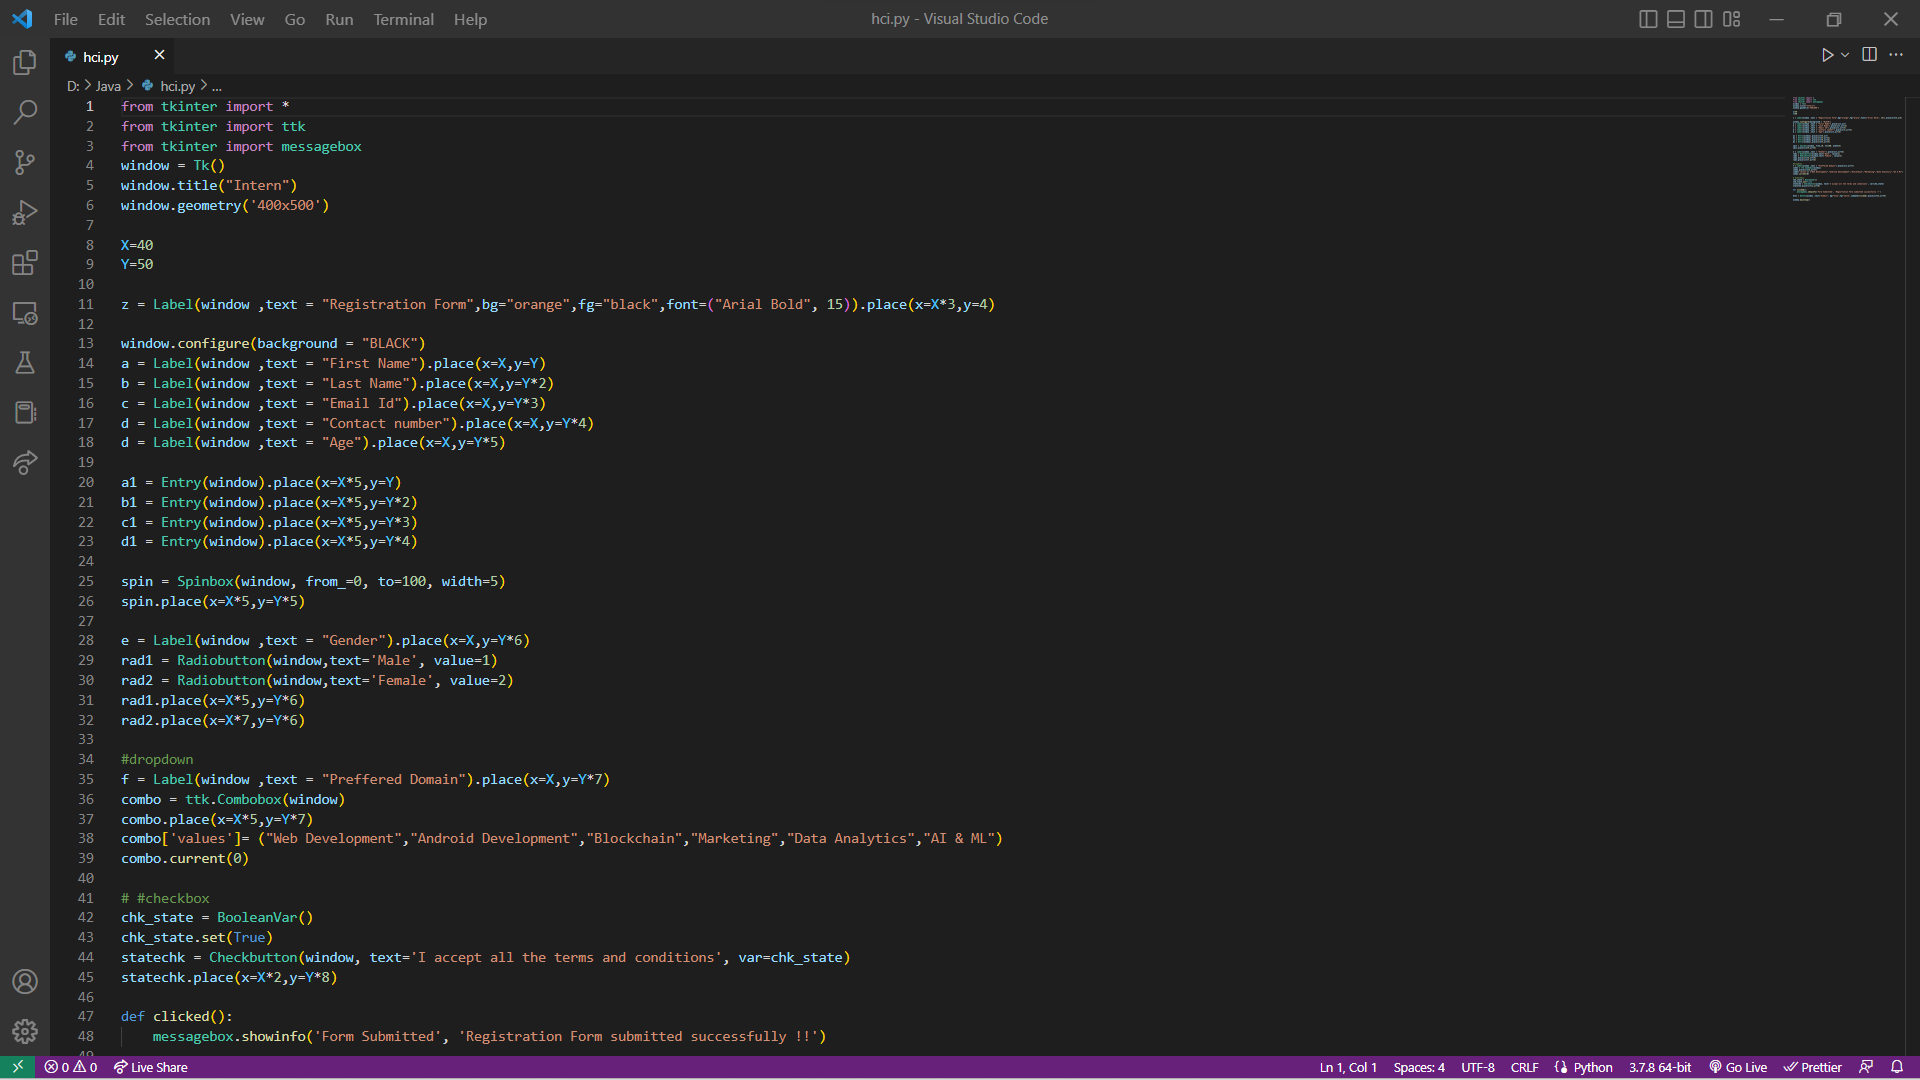 File Edit Selection View Go Run Terminal Help
hci.py - Visual Studio Code
hci.py
D: > Java > hci.py > ...
1 from tkinter import *
2 from tkinter import ttk
3 from tkinter import messagebox
4 window = Tk()
5 window.title("Intern")
6 window.geometry('400x500')
7
8 X=40
9 Y=50
10
11 z = Label(window ,text = "Registration Form",bg="orange",fg="black",font=("Arial Bold", 15)).place(x=X*3,y=4)
12
13 window.configure(background = "BLACK")
14 a = Label(window ,text = "First Name").place(x=X,y=Y)
15 b = Label(window ,text = "Last Name").place(x=X,y=Y*2)
16 c = Label(window ,text = "Email Id").place(x=X,y=Y*3)
17 d = Label(window ,text = "Contact number").place(x=X,y=Y*4)
18 d = Label(window ,text = "Age").place(x=X,y=Y*5)
19
20 a1 = Entry(window).place(x=X*5,y=Y)
21 b1 = Entry(window).place(x=X*5,y=Y*2)
22 c1 = Entry(window).place(x=X*5,y=Y*3)
23 d1 = Entry(window).place(x=X*5,y=Y*4)
24
25 spin = Spinbox(window, from_=0, to=100, width=5)
26 spin.place(x=X*5,y=Y*5)
27
28 e = Label(window ,text = "Gender").place(x=X,y=Y*6)
29 rad1 = Radiobutton(window,text='Male', value=1)
30 rad2 = Radiobutton(window,text='Female', value=2)
31 rad1.place(x=X*5,y=Y*6)
32 rad2.place(x=X*7,y=Y*6)
33
34 #dropdown
35 f = Label(window ,text = "Preffered Domain").place(x=X,y=Y*7)
36 combo = ttk.Combobox(window)
37 combo.place(x=X*5,y=Y*7)
38 combo['values']= ("Web Development","Android Development","Blockchain","Marketing","Data Analytics","AI & ML")
39 combo.current(0)
40
41 # #checkbox
42 chk_state = BooleanVar()
43 chk_state.set(True)
44 statechk = Checkbutton(window, text='I accept all the terms and conditions', var=chk_state)
45 statechk.place(x=X*2,y=Y*8)
46
47 def clicked():
48 messagebox.showinfo('Form Submitted', 'Registration Form submitted successfully !!')
49
0 0 Live Share Ln 1, Col 1 Spaces: 4 UTF-8 CRLF Python 3.7.8 64-bit Go Live Prettier